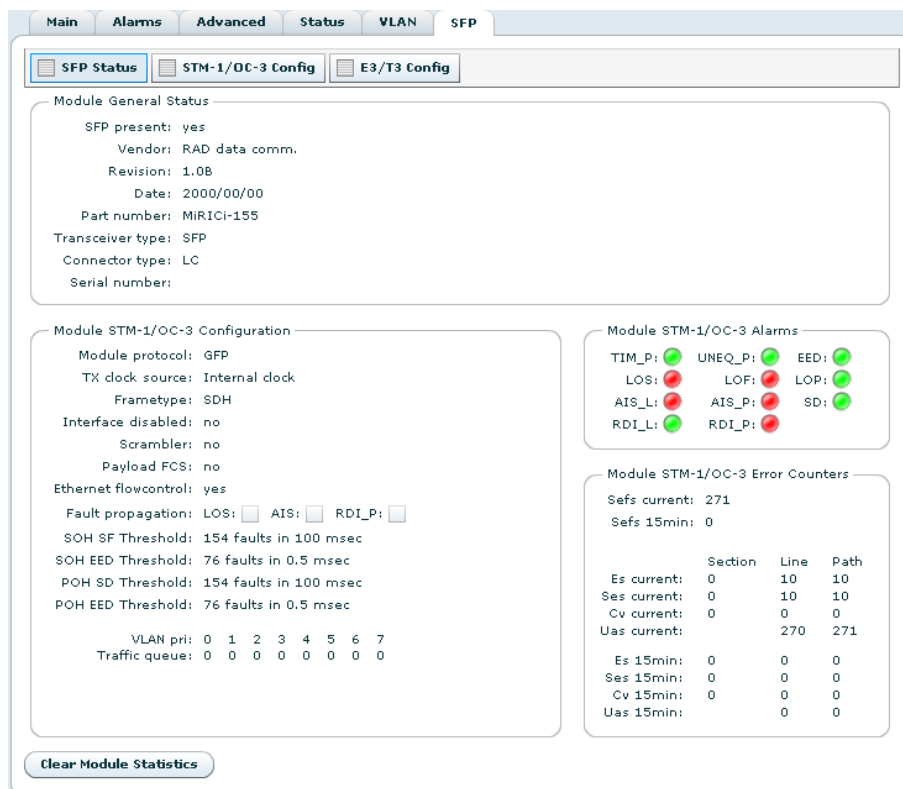 Main Alarms Advanced Status VLAN SFP
SFP Status STM-1/OC-3 Config E3/T3 Config
Module General Status
SFP present: yes
Vendor: RAD data comm.
Revision: 1.0B
Date: 2000/00/00
Part number: MiRICi-155
Transceiver type: SFP
Connector type: LC
Serial number:
Module STM-1/OC-3 Configuration
Module protocol: GFP
TX clock source: Internal clock
Frametype: SDH
Interface disabled: no
Scrambler: no
Payload FCS: no
Ethernet flowcontrol: yes
Fault propagation: LOS: AIS: RDI_P:
SOH SF Threshold: 154 faults in 100 msec
SOH EED Threshold: 76 faults in 0.5 msec
POH SD Threshold: 154 faults in 100 msec
POH EED Threshold: 76 faults in 0.5 msec
VLAN pri: 0 1 2 3 4 5 6 7
Traffic queue: 0 0 0 0 0 0 0 0
Module STM-1/OC-3 Alarms
TIM_P: UNEQ_P: EED:
LOS: LOF: LOP:
AIS_L: AIS_P: SD:
RDI_L: RDI_P:
Module STM-1/OC-3 Error Counters
Sefs current: 271
Sefs 15min: 0
Section Line Path
Es current: 0 10 10
Ses current: 0 10 10
Cv current: 0 0 0
Uas current: 270 271
Es 15min: 0 0 0
Ses 15min: 0 0 0
Cv 15min: 0 0 0
Uas 15min: 0 0
Clear Module Statistics